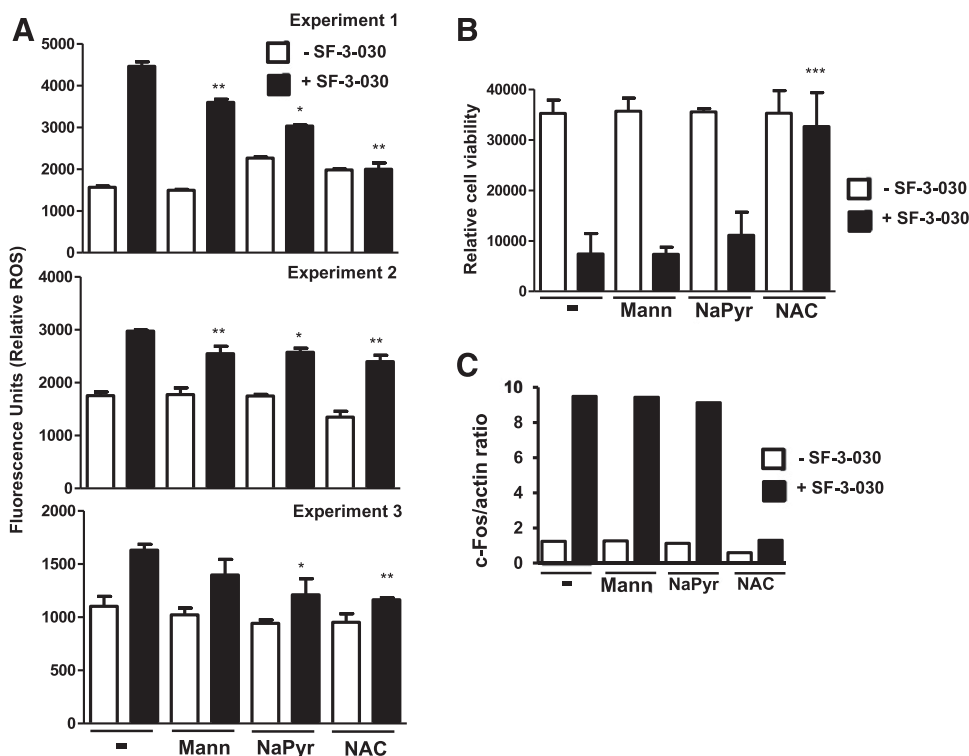 A
Experiment 1
- SF-3-030
+ SF-3-030
5000
4000
3000
2000
1000
0
**
*
**
Experiment 2
4000
3000
2000
1000
0
**
*
**
Experiment 3
1500
1000
500
0
*
**
Fluorescence Units (Relative ROS)
- Mann NaPyr NAC
B
Relative cell viability
40000
30000
20000
10000
0
***
- SF-3-030
+ SF-3-030
- Mann NaPyr NAC
C
c-Fos/actin ratio
10
8
6
4
2
0
- SF-3-030
+ SF-3-030
- Mann NaPyr NAC